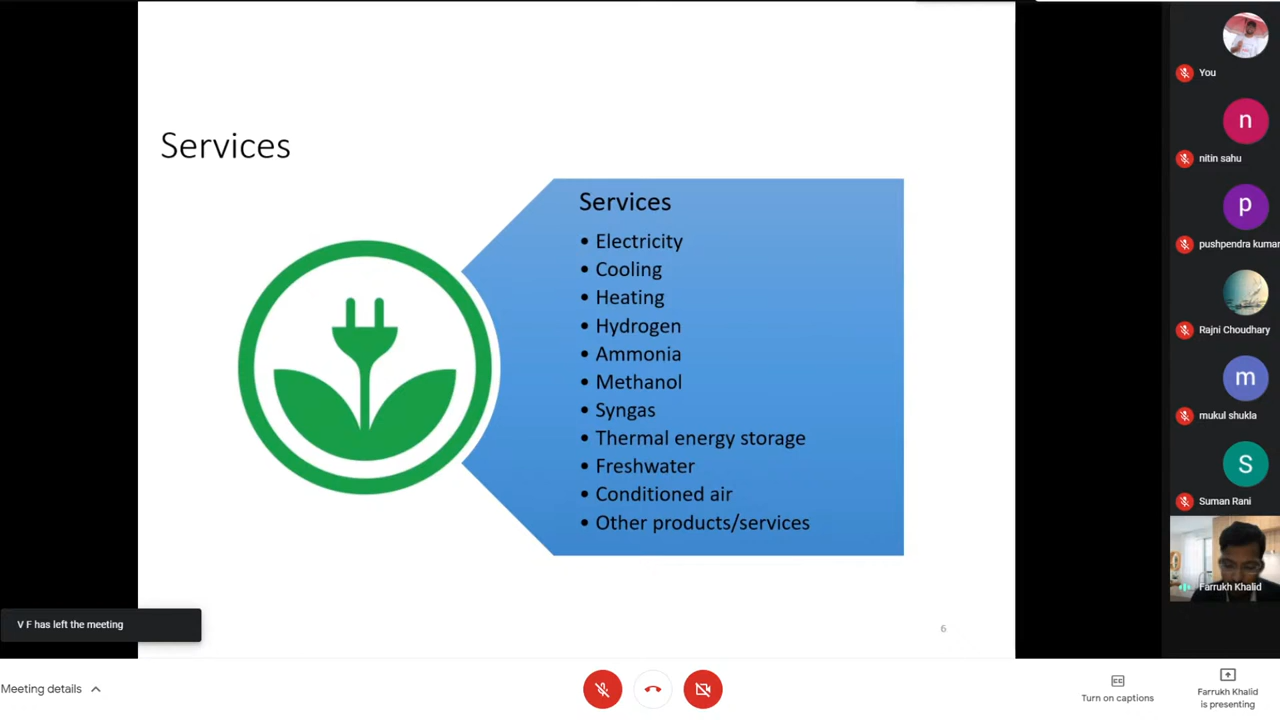 Services
Services
• Electricity
• Cooling
• Heating
• Hydrogen
• Ammonia
• Methanol
• Syngas
• Thermal energy storage
• Freshwater
• Conditioned air
• Other products/services
6
You
n
nitin sahu
p
pushpendra kumar
Rajni Choudhary
m
mukul shukla
S
Suman Rani
Farrukh Khalid
V F has left the meeting
Meeting details
Turn on captions
Farrukh Khalid
is presenting